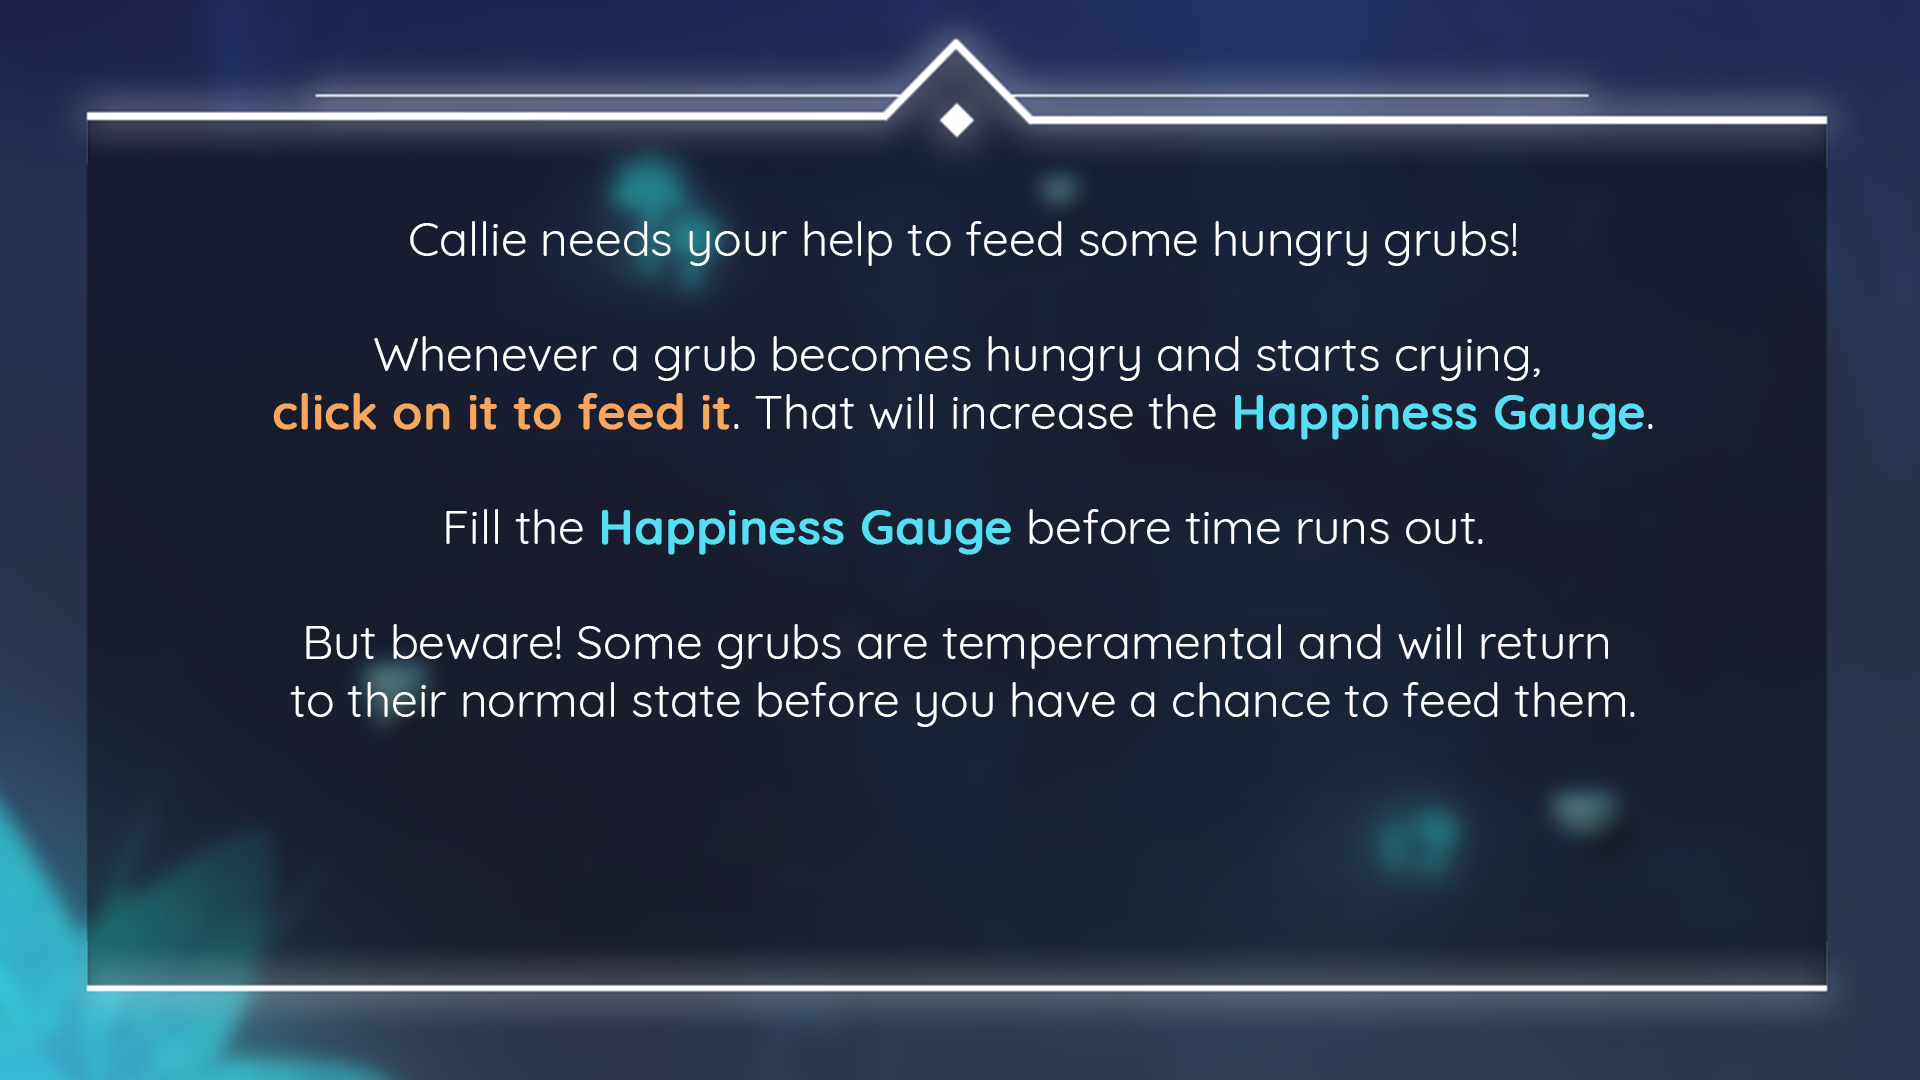 Callie needs your help to feed some hungry grubs!
Whenever a grub becomes hungry and starts crying,
click on it to feed it. That will increase the Happiness Gauge.
Fill the Happiness Gauge before time runs out.
But beware! Some grubs are temperamental and will return
to their normal state before you have a chance to feed them.